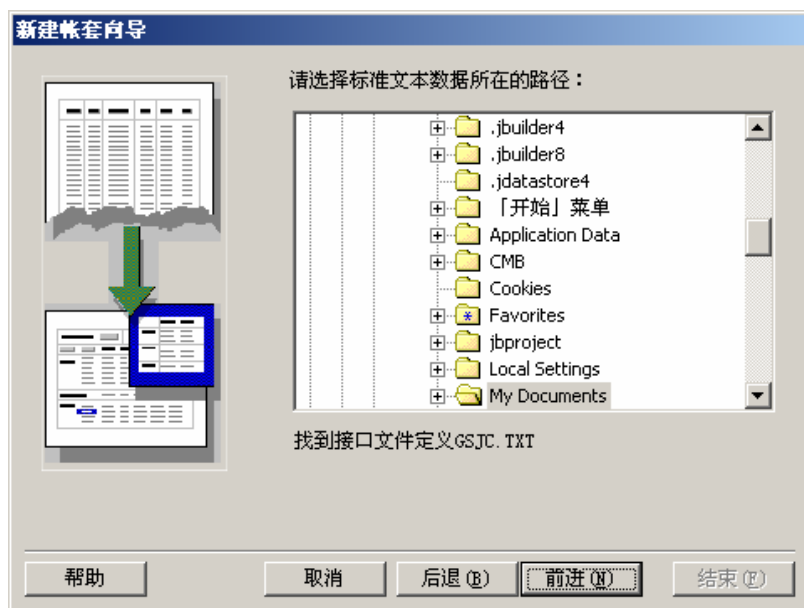 新建帐套向导
请选择标准文本数据所在的路径：
.jbuilder4
.jbuilder8
.jdatastore4
「开始」菜单
Application Data
CMB
Cookies
Favorites
jbproject
Local Settings
My Documents
找到接口文件定义GSJC.TXT
帮助 取消 后退(B) 前进(N) 结束(F)